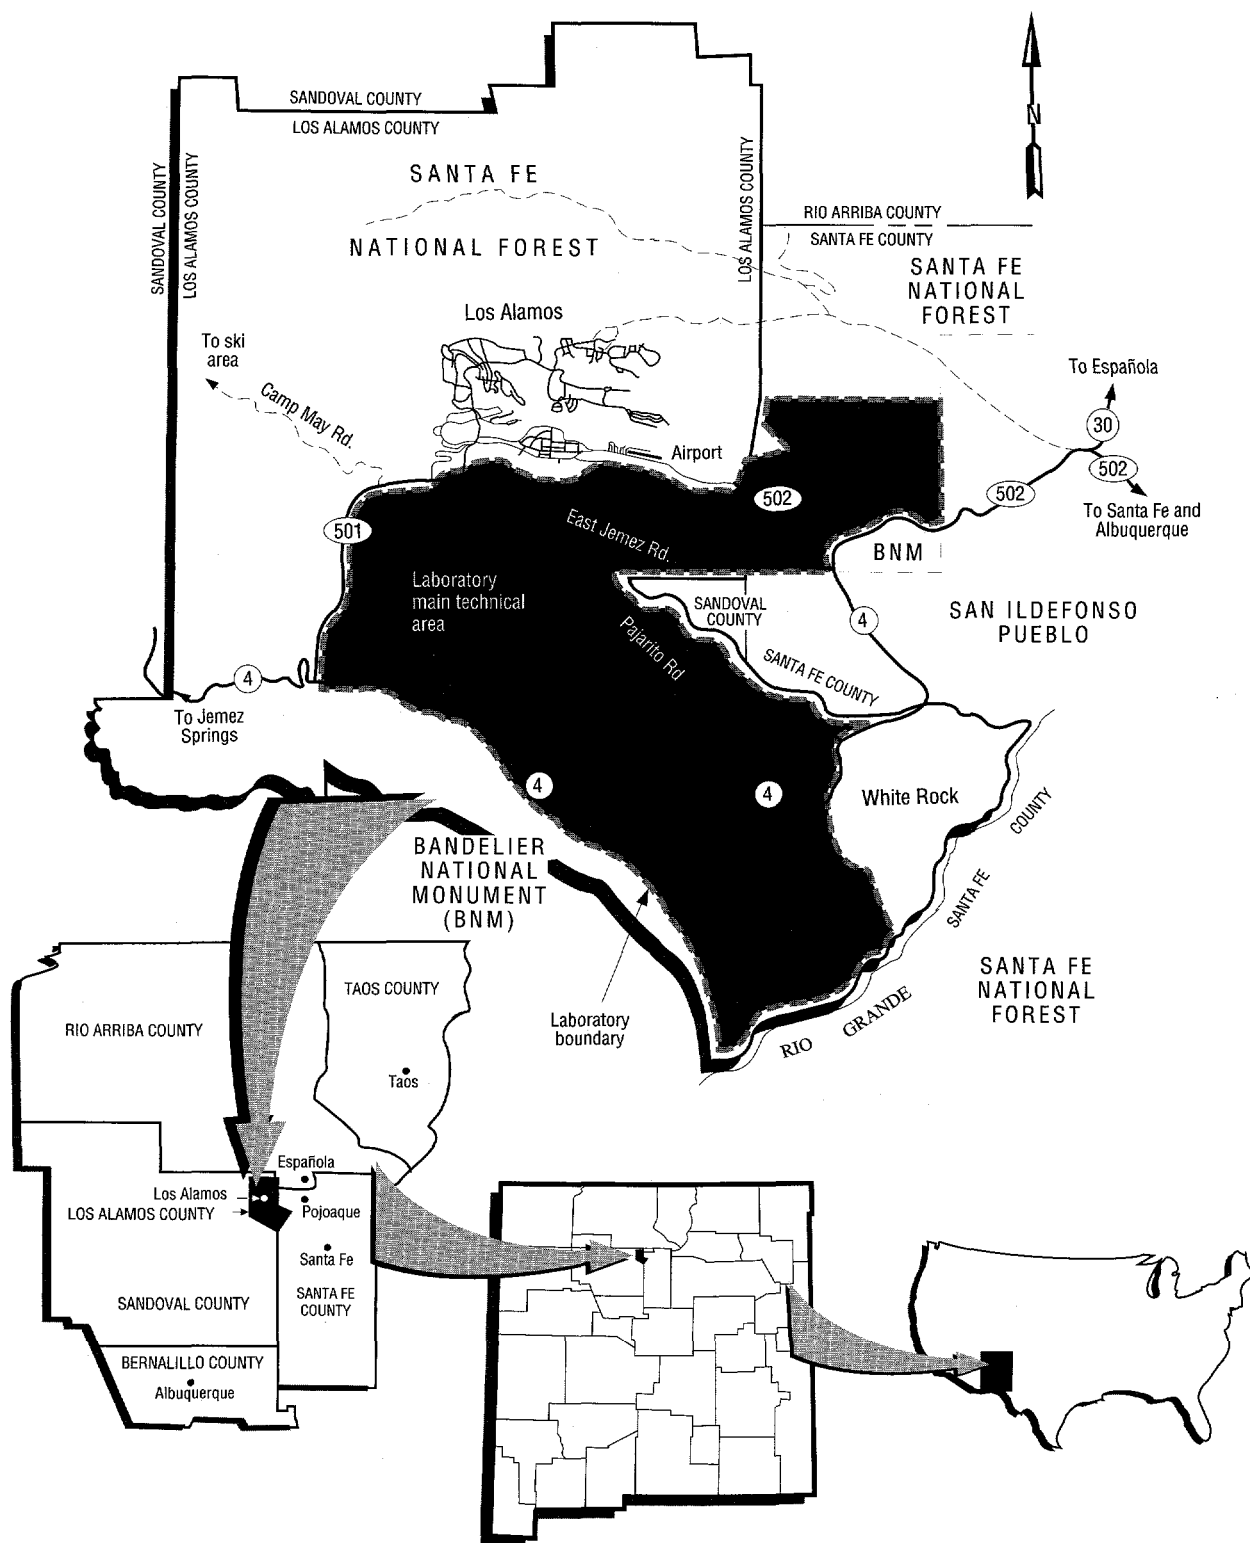 SANDOVAL COUNTY
LOS ALAMOS COUNTY
N
SANDOVAL COUNTY
LOS ALAMOS COUNTY
SANTA FE
NATIONAL FOREST
LOS ALAMOS COUNTY
RIO ARRIBA COUNTY
SANTA FE COUNTY
SANTA FE
NATIONAL
FOREST
Los Alamos
To ski
area
Camp May Rd.
To Española
30
Airport
502
502
502
To Santa Fe and
Albuquerque
501
East Jemez Rd.
BNM
Laboratory
main technical
area
SANDOVAL
COUNTY
4
SAN ILDEFONSO
PUEBLO
Pajarito Rd
SANTA FE COUNTY
4
To Jemez
Springs
4
4
White Rock
SANTA FE
COUNTY
BANDELIER
NATIONAL
MONUMENT
(BNM)
SANTA FE
NATIONAL
FOREST
Laboratory
boundary
RIO GRANDE
TAOS COUNTY
RIO ARRIBA COUNTY
Taos
Española
Los Alamos
LOS ALAMOS COUNTY
Pojoaque
Santa Fe
SANTA FE
COUNTY
SANDOVAL COUNTY
BERNALILLO COUNTY
Albuquerque